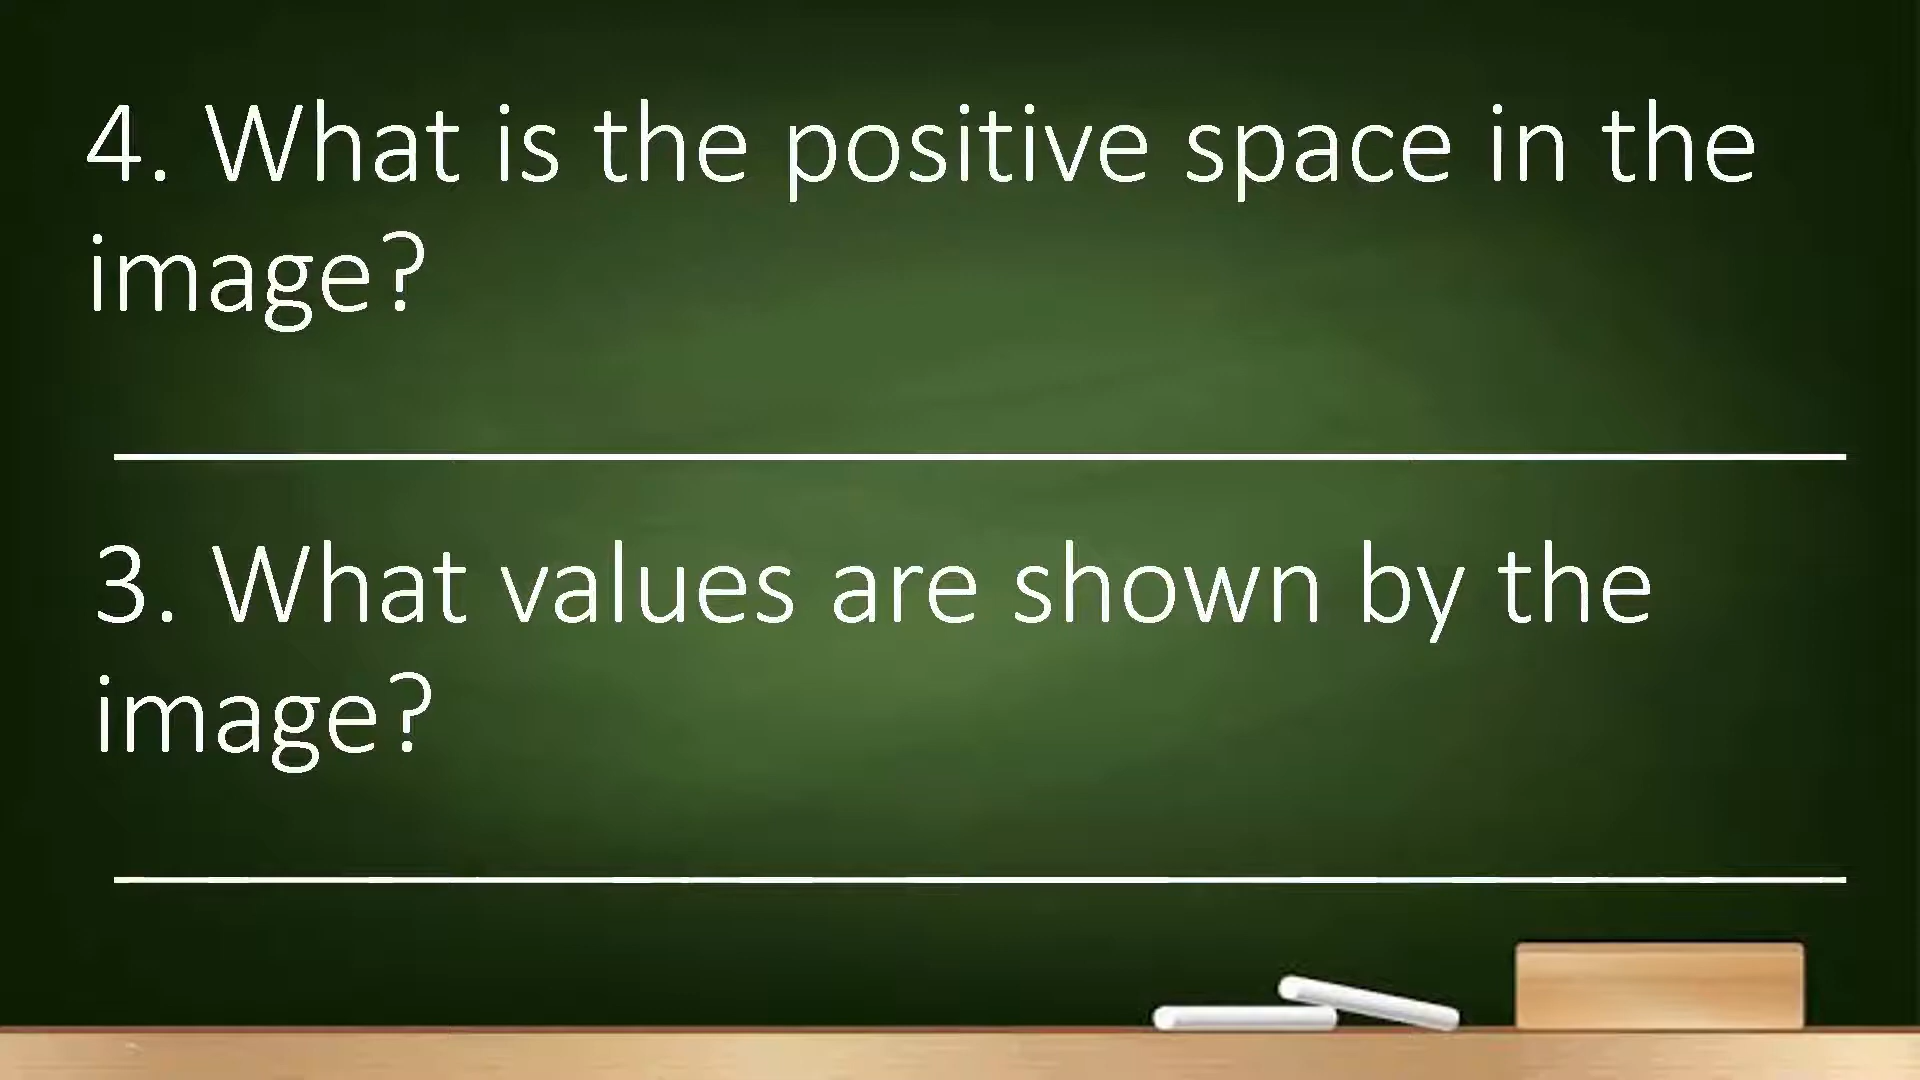 4. What is the positive space in the
image?
3. What values are shown by the
image?